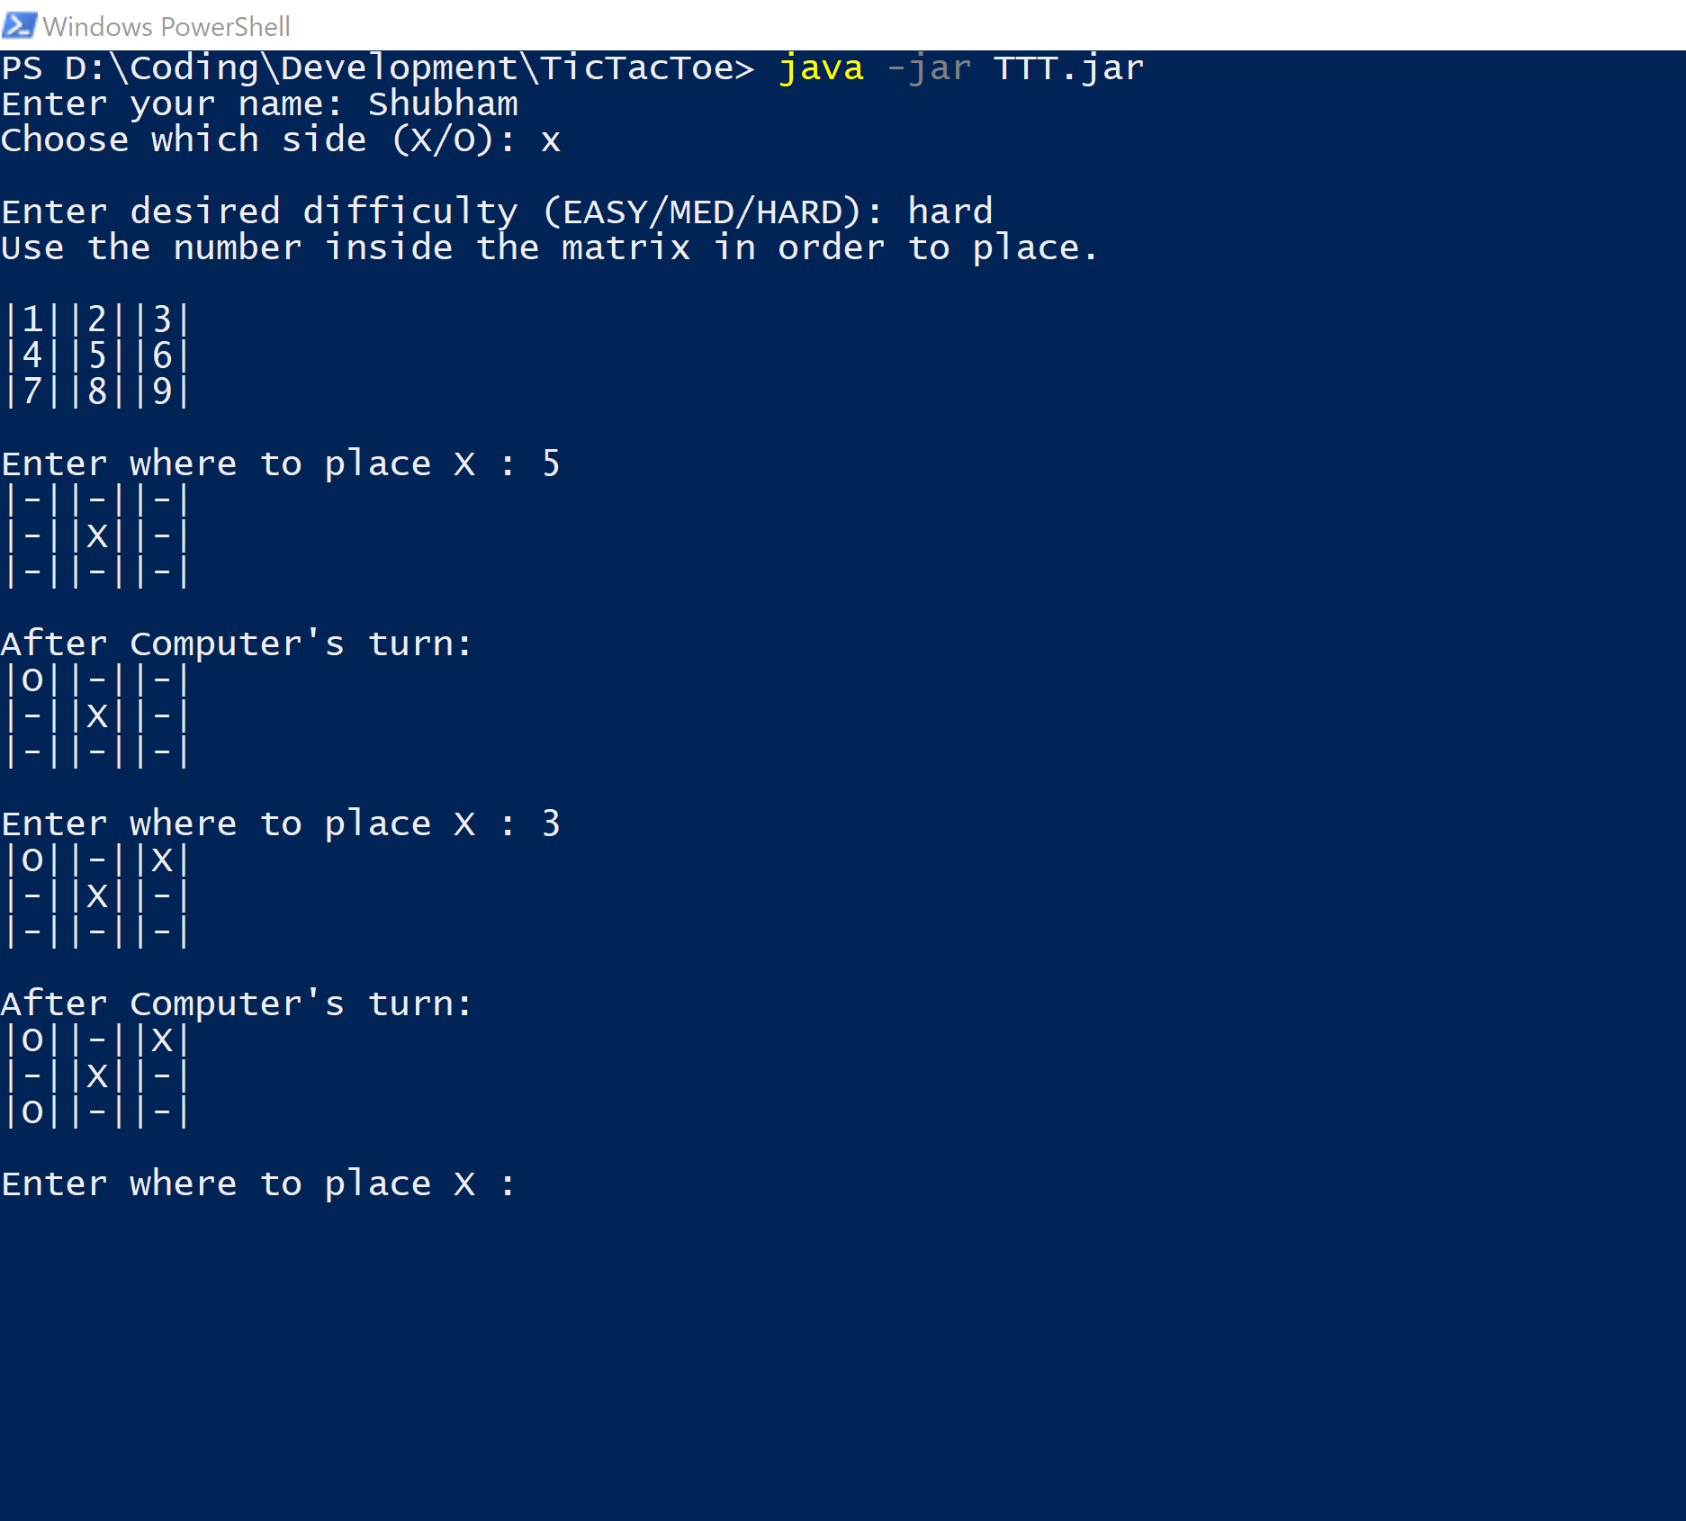 Windows PowerShell
PS D:\Coding\Development\TicTacToe> java -jar TTT.jar
Enter your name: Shubham
Choose which side (X/O): x
Enter desired difficulty (EASY/MED/HARD): hard
Use the number inside the matrix in order to place.
|1||2||3|
|4||5||6|
|7||8||9|
Enter where to place X : 5
|-||-||-|
|-||X||-|
|-||-||-|
After Computer's turn:
|O||-||-|
|-||X||-|
|-||-||-|
Enter where to place X : 3
|O||-||X|
|-||X||-|
|-||-||-|
After Computer's turn:
|O||-||X|
|-||X||-|
|O||-||-|
Enter where to place X :